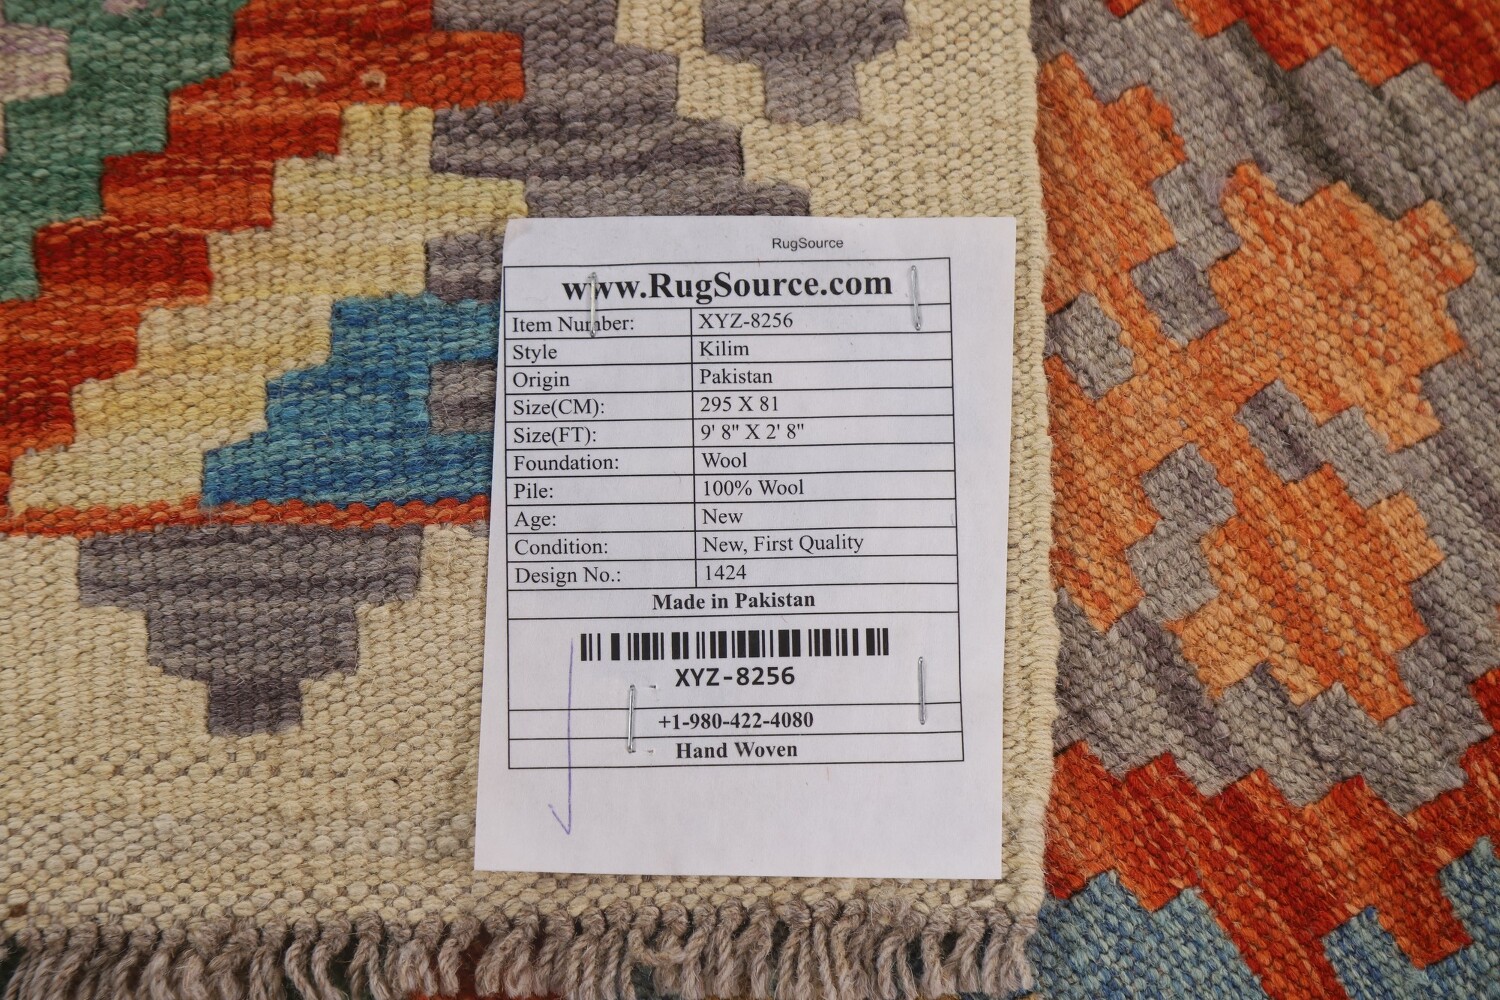 RugSource
www.RugSource.com
Item Number: XYZ-8256
Style Kilim
Origin Pakistan
Size(CM): 295 X 81
Size(FT): 9' 8" X 2' 8"
Foundation: Wool
Pile: 100% Wool
Age: New
Condition: New, First Quality
Design No.: 1424
Made in Pakistan
XYZ-8256
+1-980-422-4080
Hand Woven